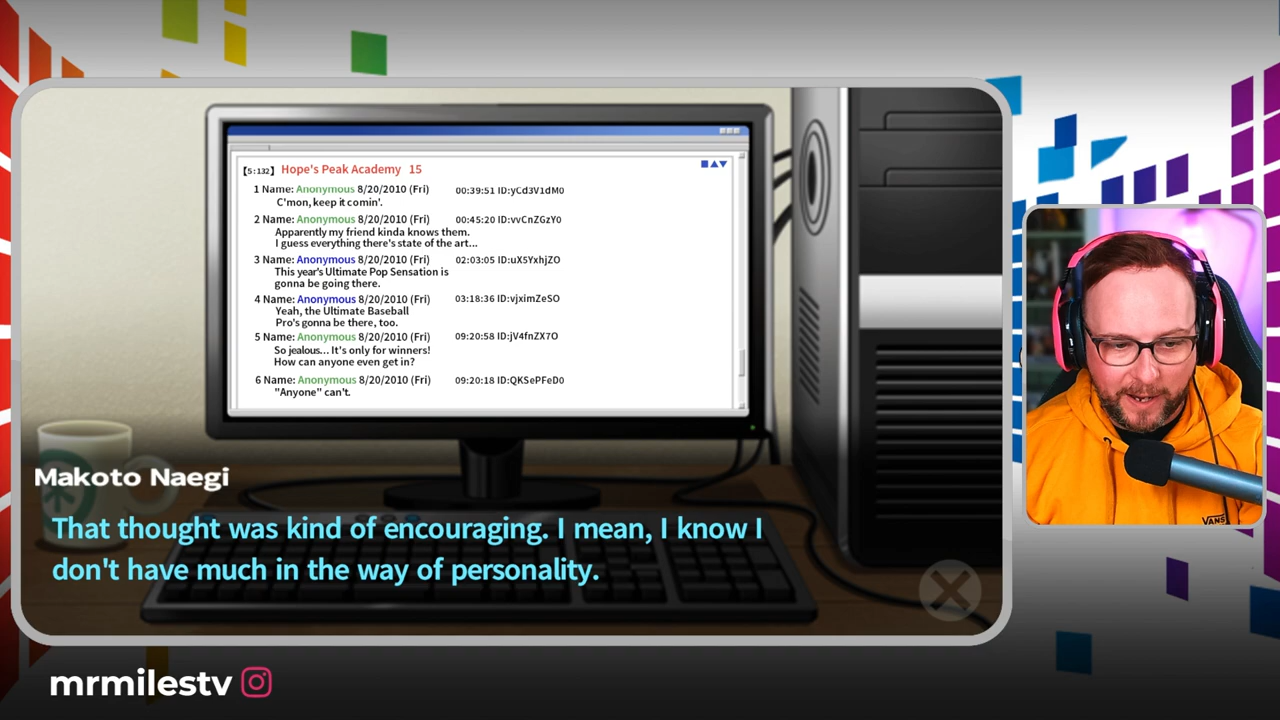 [5:132] Hope's Peak Academy 15
1 Name: Anonymous 8/20/2010 (Fri) 00:39:51 ID:yCd3V1dM0
C'mon, keep it comin'.
2 Name: Anonymous 8/20/2010 (Fri) 00:45:20 ID:vvCnZGzY0
Apparently my friend kinda knows them.
I guess everything there's state of the art...
3 Name: Anonymous 8/20/2010 (Fri) 02:03:05 ID:uX5YxhjZO
This year's Ultimate Pop Sensation is
gonna be going there.
4 Name: Anonymous 8/20/2010 (Fri) 03:18:36 ID:vjximZeSO
Yeah, the Ultimate Baseball
Pro's gonna be there, too.
5 Name: Anonymous 8/20/2010 (Fri) 09:20:58 ID:jV4fnZX7O
So jealous... It's only for winners!
How can anyone even get in?
6 Name: Anonymous 8/20/2010 (Fri) 09:20:18 ID:QKSePFeD0
"Anyone" can't.
Makoto Naegi
That thought was kind of encouraging. I mean, I know I
don't have much in the way of personality.
VANS
mrmilestv